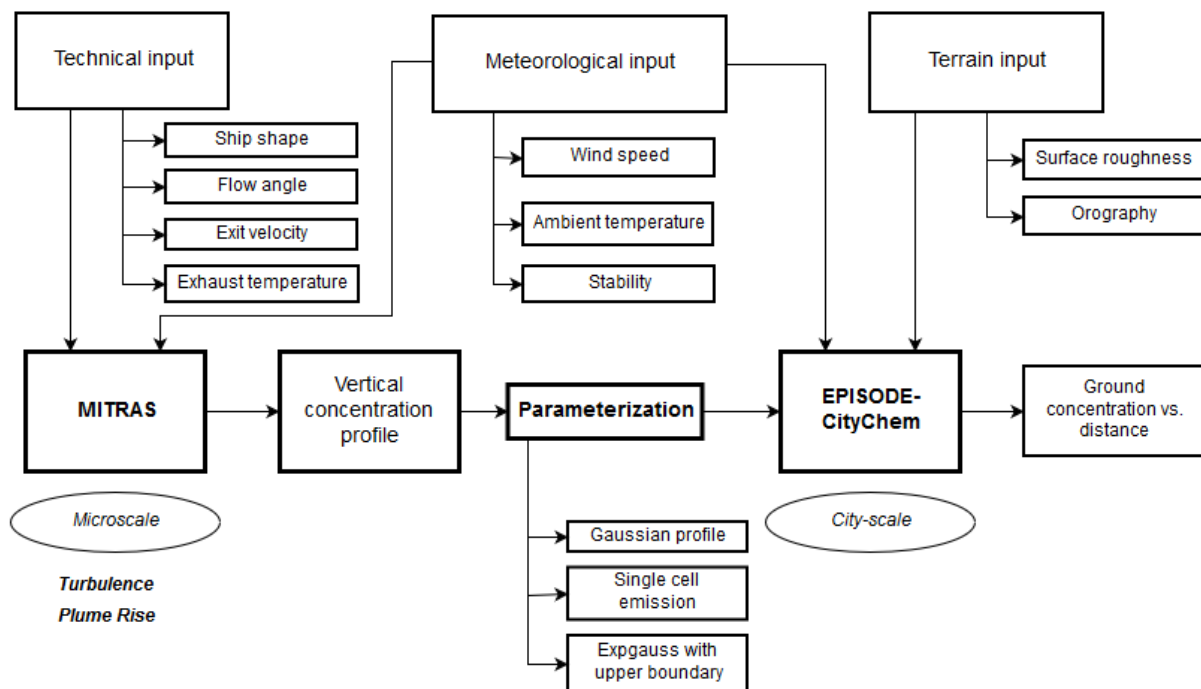 Technical input
Meteorological input
Terrain input
Ship shape
Flow angle
Exit velocity
Exhaust temperature
Wind speed
Ambient temperature
Stability
Surface roughness
Orography
MITRAS
Vertical
concentration
profile
Parameterization
EPISODE-
CityChem
Ground
concentration vs.
distance
Microscale
City-scale
Turbulence
Plume Rise
Gaussian profile
Single cell
emission
Expgauss with
upper boundary